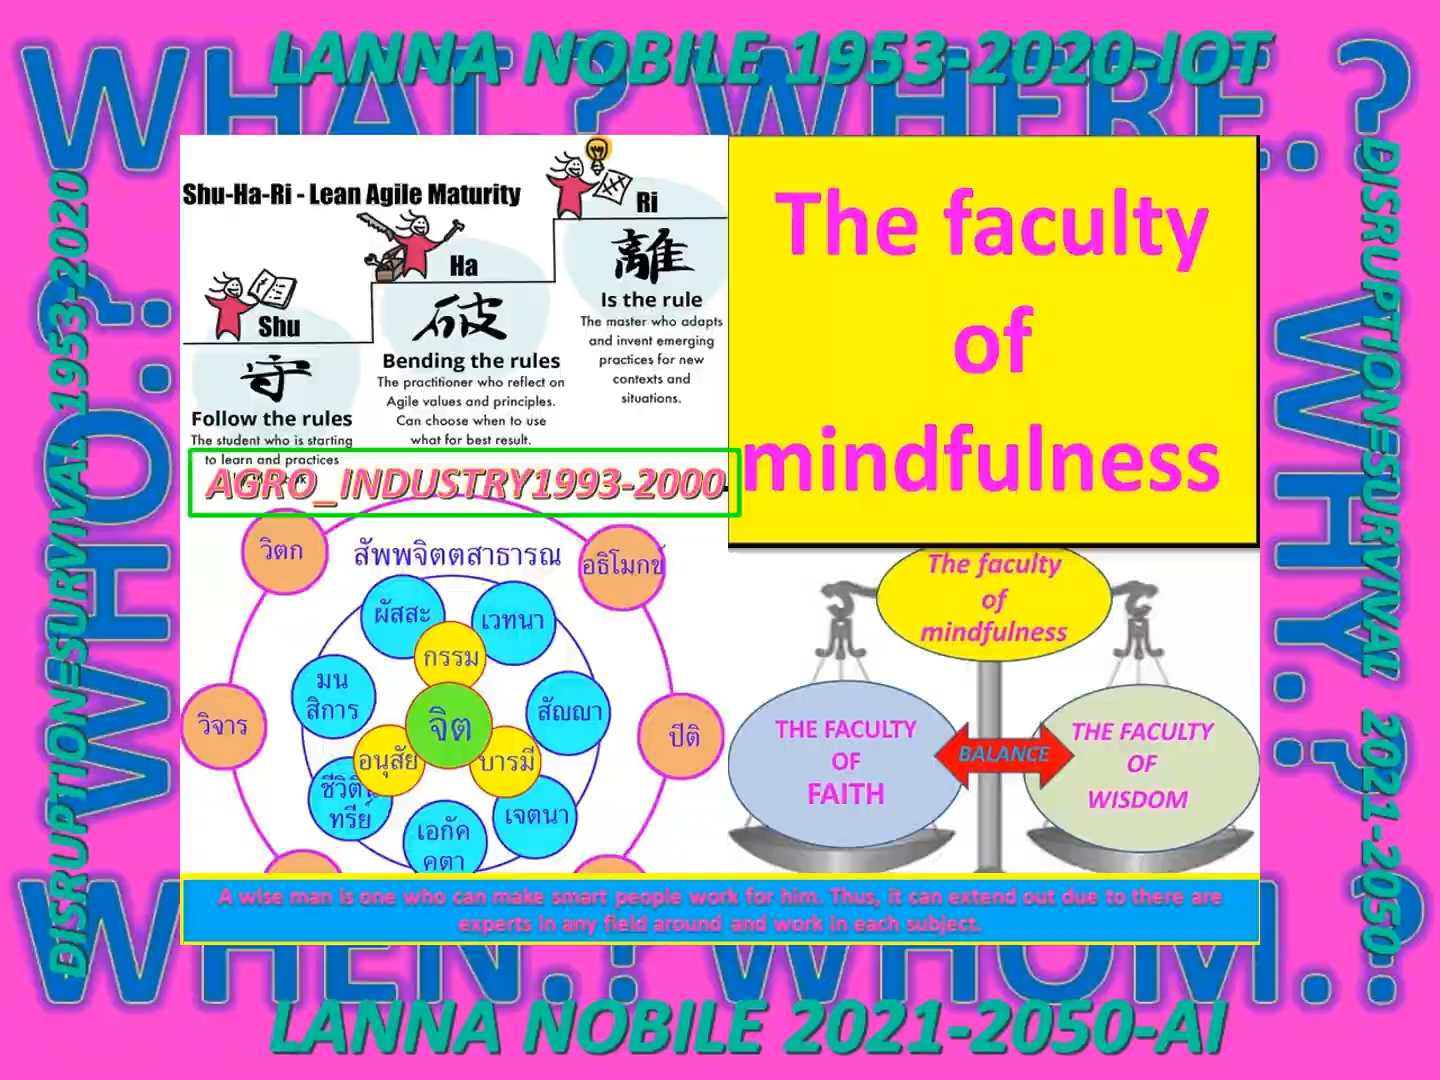 LANNA NOBILE 1953-2020-IOT
WHAT.? WHERE.?
WHO.?
WHY.?
WHEN.? WHOM.?
DISRUPTION=SURVIVAL 1953-2020
DISRUPTION=SURVIVAL 2021-2050
Shu-Ha-Ri - Lean Agile Maturity
Ri
離
Is the rule
The master who adapts
and invent emerging
practices for new
contexts and
situations.
Ha
破
Bending the rules
The practitioner who reflect on
Agile values and principles.
Can choose when to use
what for best result.
Shu
守
Follow the rules
The student who is starting
to learn and practices
AGRO_INDUSTRY1993-2000
The faculty
of
mindfulness
วิตก
สัพพจิตตสาธารณ
อธิโมกข์
ผัสสะ
เวทนา
กรรม
มน
สิการ
จิต
สัญญา
วิจาร
ปีติ
อนุสัย
บารมี
ชีวิติน
ทรีย์
เอกัค
คตา
เจตนา
The faculty
of
mindfulness
THE FACULTY
OF
FAITH
BALANCE
THE FACULTY
OF
WISDOM
A wise man is one who can make smart people work for him. Thus, it can extend out due to there are
experts in any field around and work in each subject.
LANNA NOBILE 2021-2050-AI